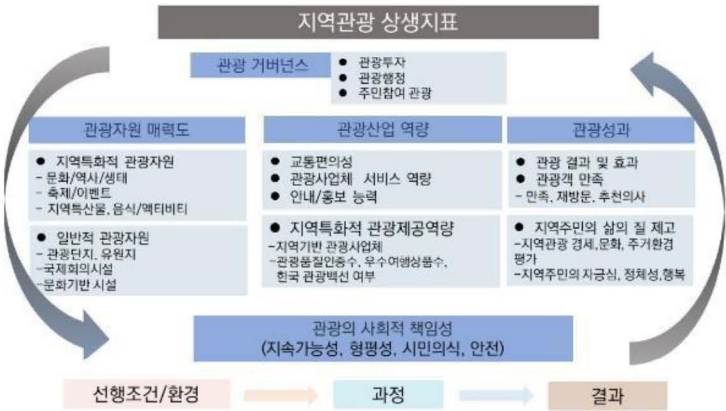 지역관광 상생지표
관광 거버넌스
● 관광투자
● 관광행정
● 주민참여 관광
관광자원 매력도
● 지역특화적 관광자원
- 문화/역사/생태
- 축제/이벤트
- 지역특산물, 음식/액티비티
● 일반적 관광자원
- 관광단지, 유원지
-국제회의시설
-문화기반 시설
관광산업 역량
● 교통편의성
● 관광사업체 서비스 역량
● 안내/홍보 능력
● 지역특화적 관광제공역량
-지역기반 관광사업체
-관광품질인증수, 우수여행상품수,
한국 관광백선 여부
관광성과
● 관광 결과 및 효과
● 관광객 만족
- 만족, 재방문, 추천의사
● 지역주민의 삶의 질 제고
-지역관광 경제,문화, 주거환경
평가
-지역주민의 자긍심, 정체성,행복
관광의 사회적 책임성
(지속가능성, 형평성, 시민의식, 안전)
선행조건/환경
과정
결과